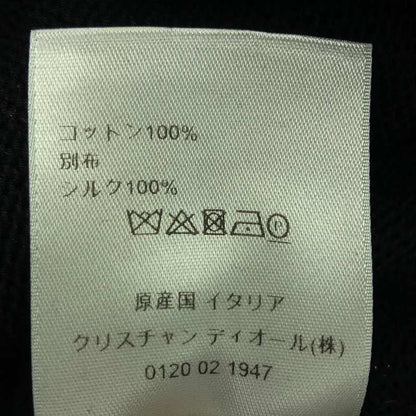 コットン100%
別布
シルク100%
P
原産国 イタリア
クリスチャン ディオール(株)
0120 02 1947